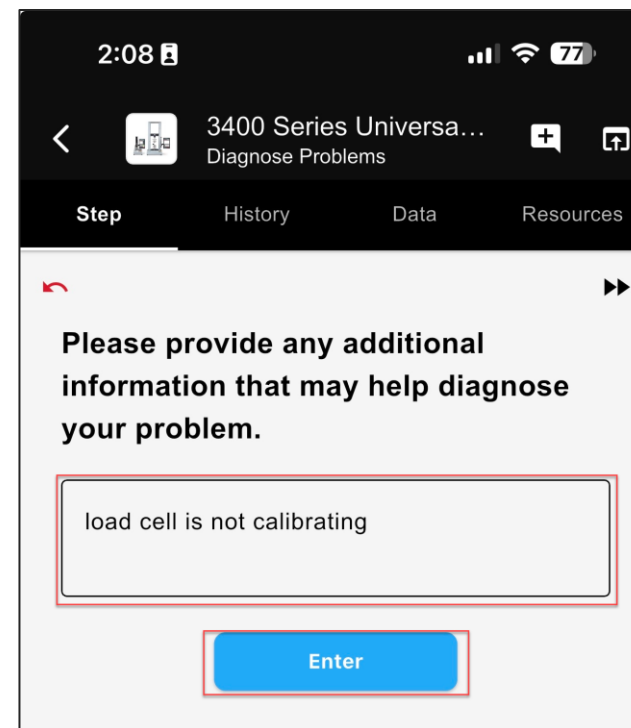 2:08
77
3400 Series Universa...
Diagnose Problems
Step History Data Resources
Please provide any additional
information that may help diagnose
your problem.
load cell is not calibrating
Enter